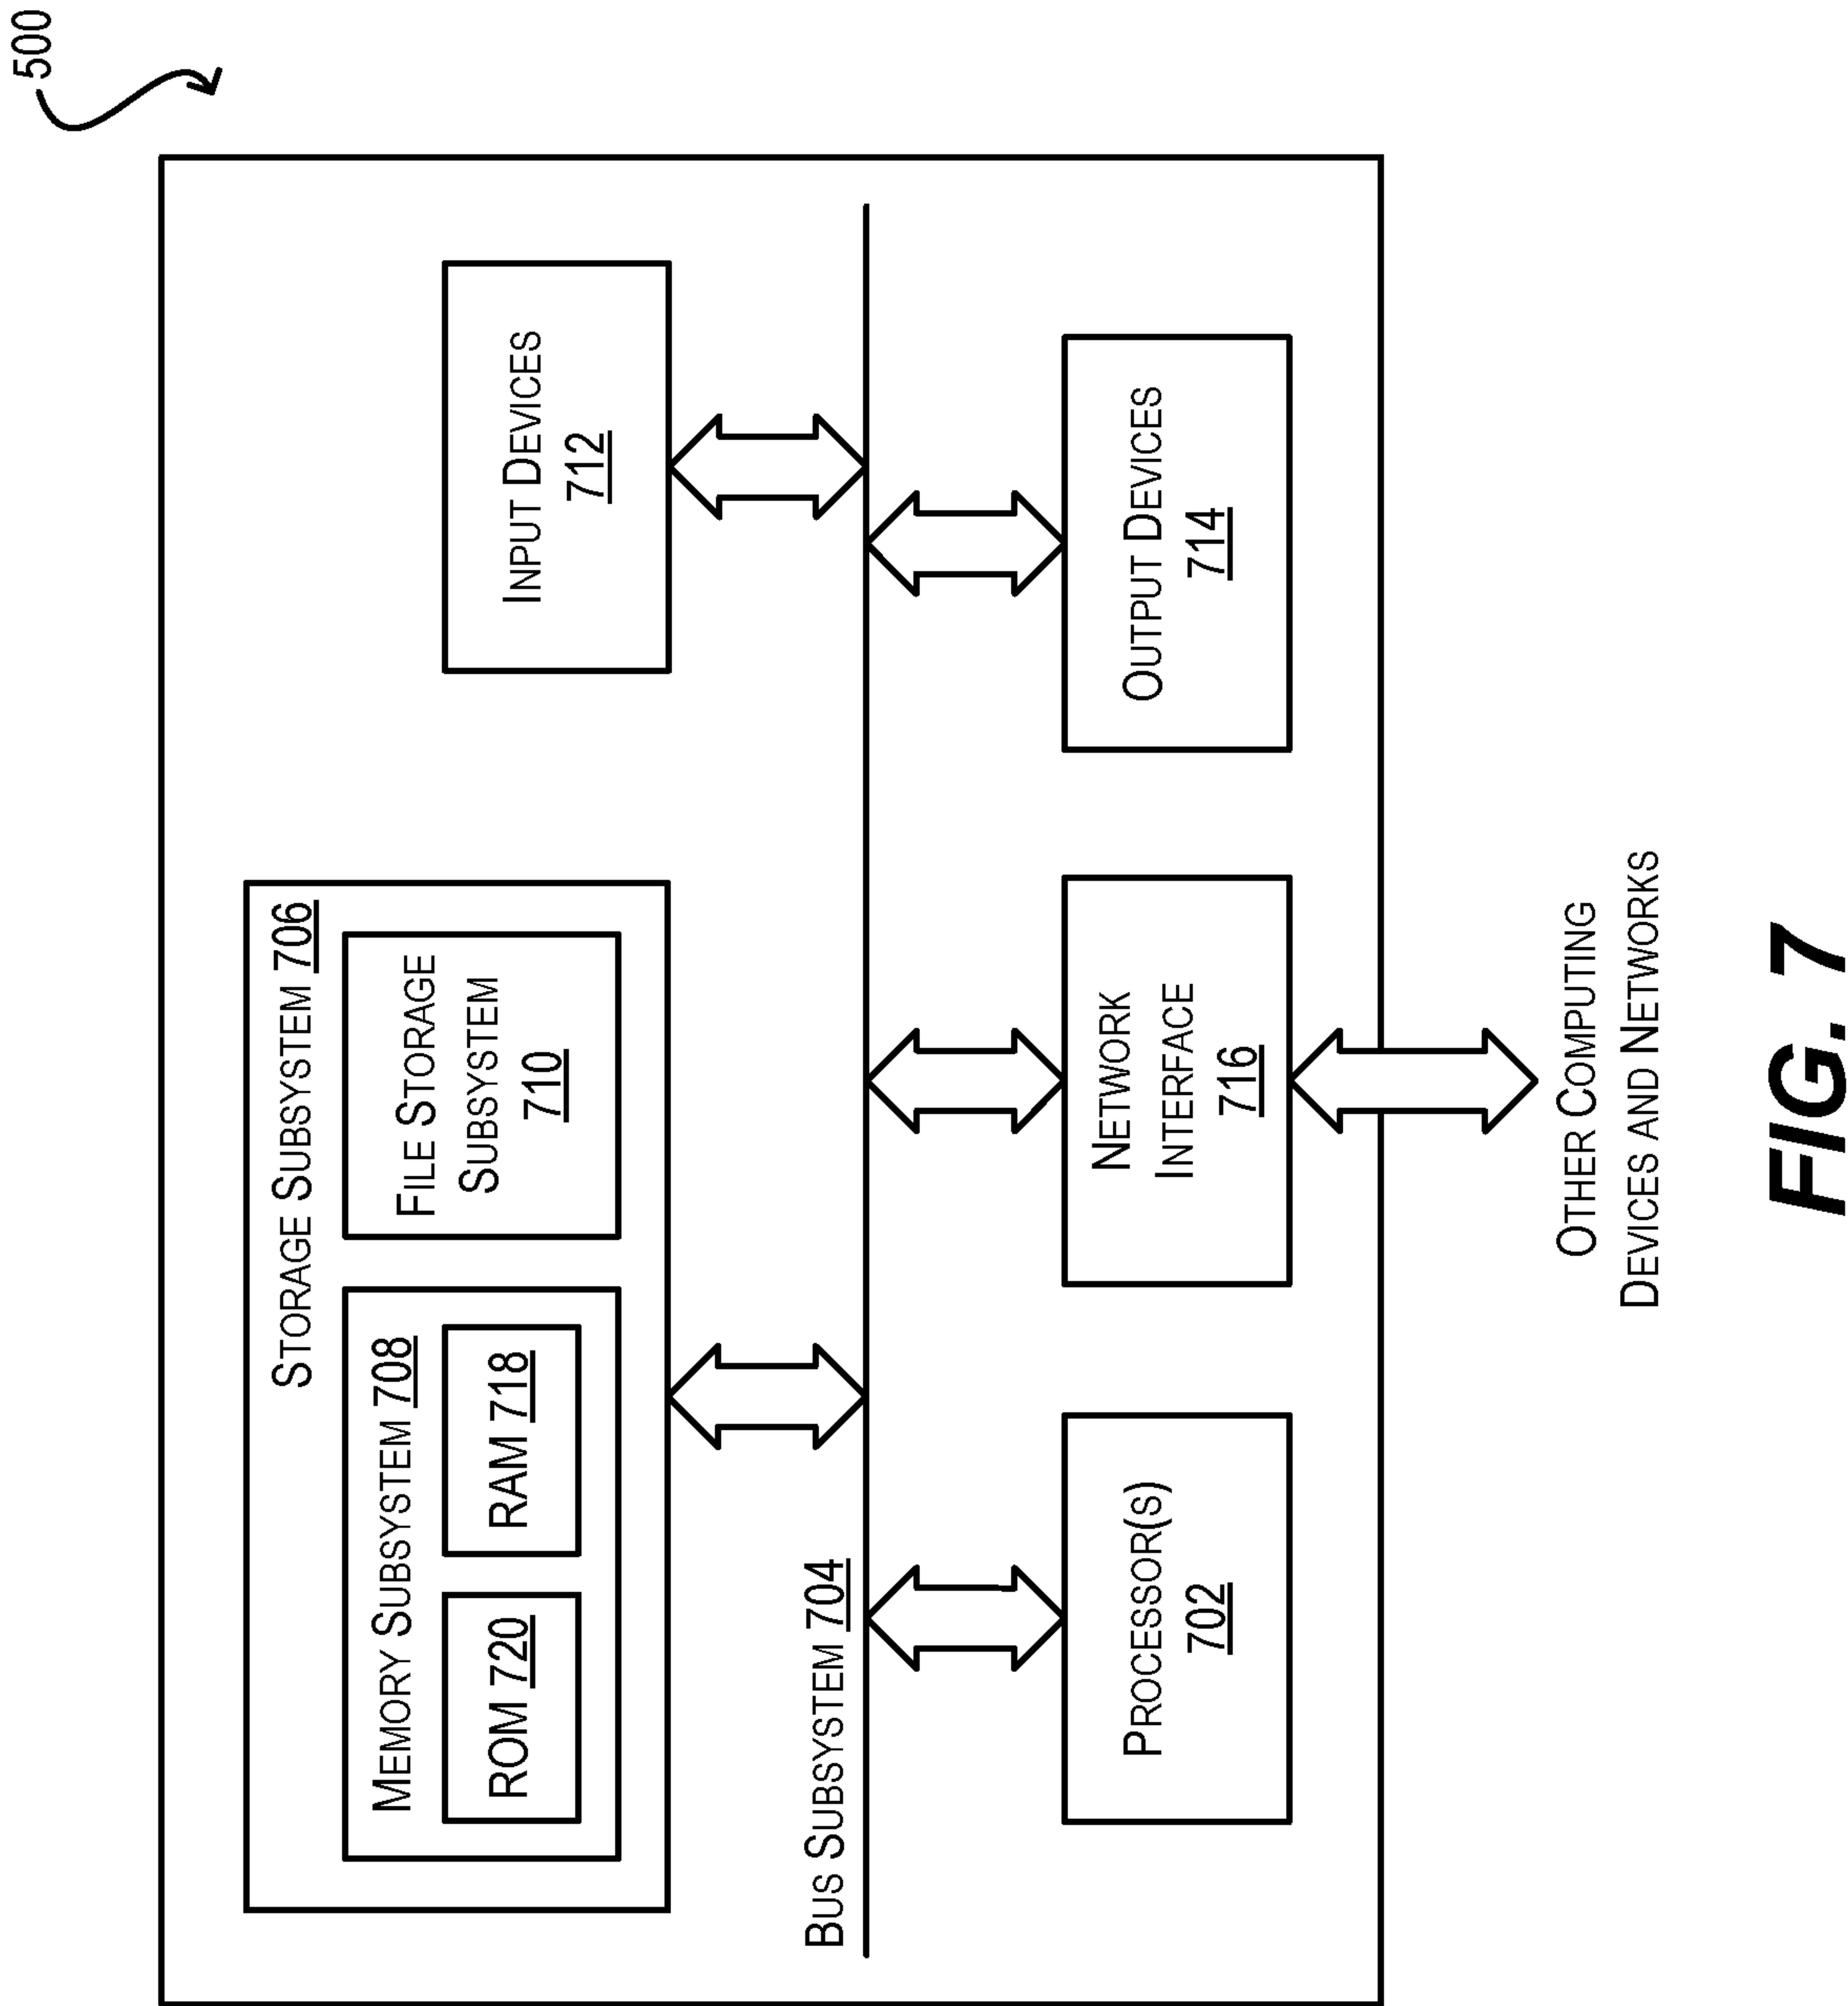 500
STORAGE SUBSYSTEM 706
MEMORY SUBSYSTEM 708
ROM 720
RAM 718
FILE STORAGE
SUBSYSTEM
710
INPUT DEVICES
712
BUS SUBSYSTEM 704
PROCESSOR(S)
702
NETWORK
INTERFACE
716
OUTPUT DEVICES
714
OTHER COMPUTING
DEVICES AND NETWORKS
FIG. 7